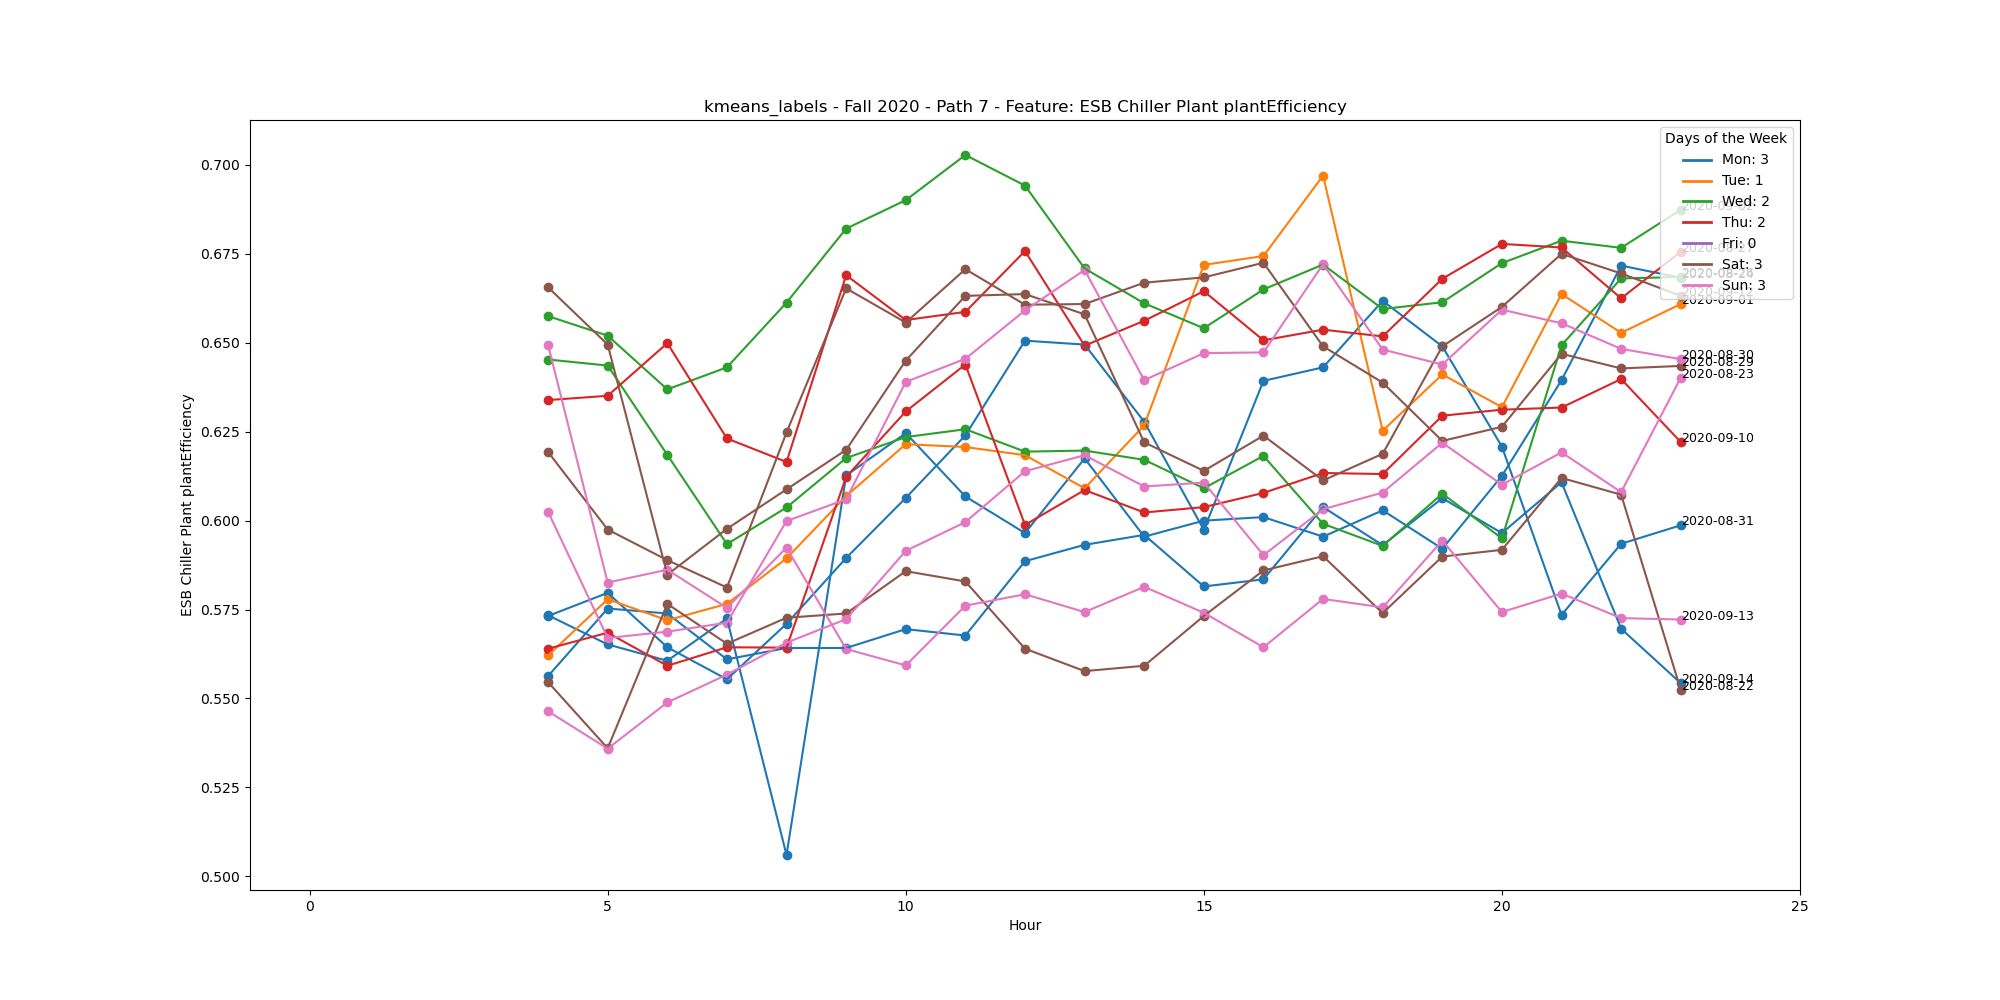 kmeans_labels - Fall 2020 - Path 7 - Feature: ESB Chiller Plant plantEfficiency
Days of the Week
Mon: 3
Tue: 1
Wed: 2
Thu: 2
Fri: 0
Sat: 3
Sun: 3
0.700
0.675
0.650
0.625
0.600
0.575
0.550
0.525
0.500
ESB Chiller Plant plantEfficiency
2020-09-01
2020-08-30
2020-08-29
2020-08-23
2020-09-10
2020-08-31
2020-09-13
2020-09-14
2020-08-22
0
5
10
15
20
25
Hour